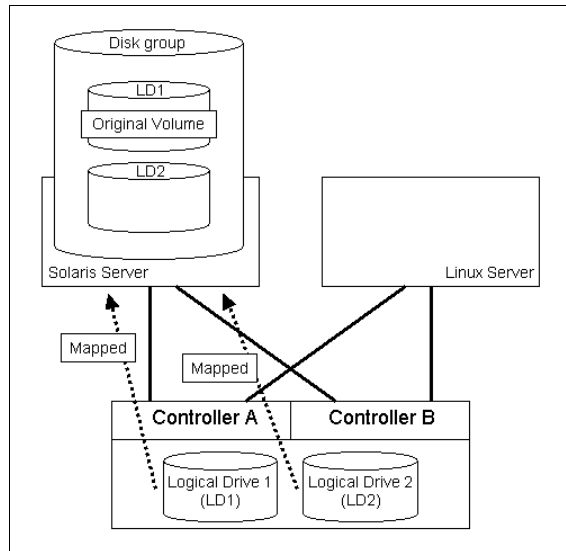 Disk group
LD1
Original Volume
LD2
Solaris Server
Linux Server
Mapped
Mapped
Controller A
Controller B
Logical Drive 1
(LD1)
Logical Drive 2
(LD2)